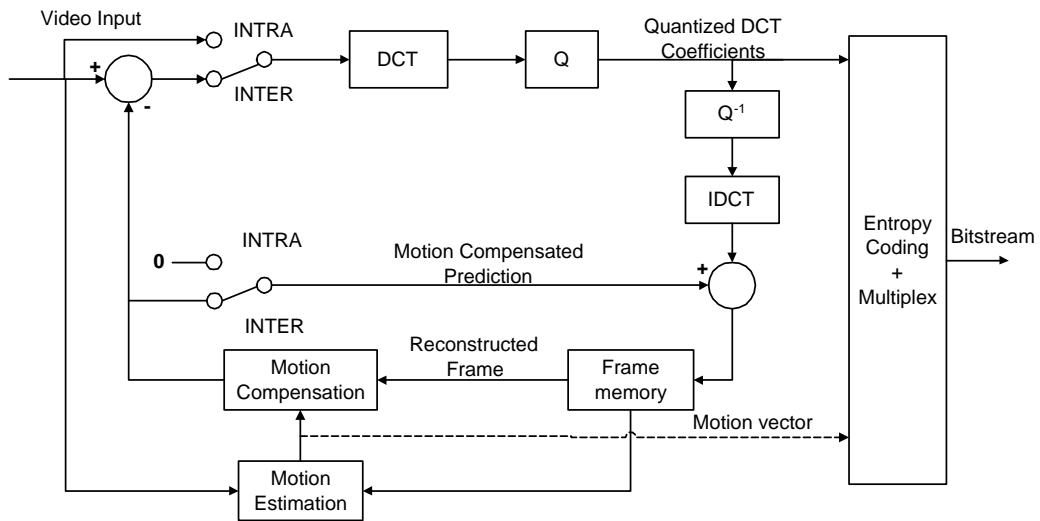 Video Input
INTRA
Quantized DCT
Coefficients
+
DCT
Q
INTER
-
Q-1
IDCT
Entropy
Coding
+
Multiplex
Bitstream
INTRA
Motion Compensated
Prediction
0
+
INTER
Reconstructed
Frame
Motion
Compensation
Frame
memory
Motion vector
Motion
Estimation